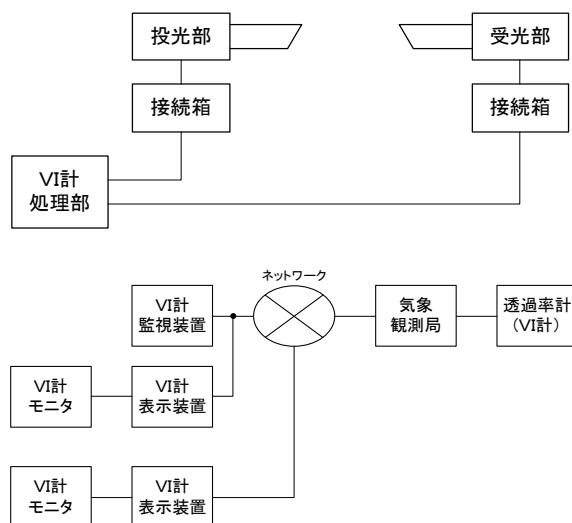 投光部
受光部
接続箱
接続箱
VI計
処理部
ネットワーク
VI計
監視装置
気象
観測局
透過率計
(VI計)
VI計
モニタ
VI計
表示装置
VI計
モニタ
VI計
表示装置